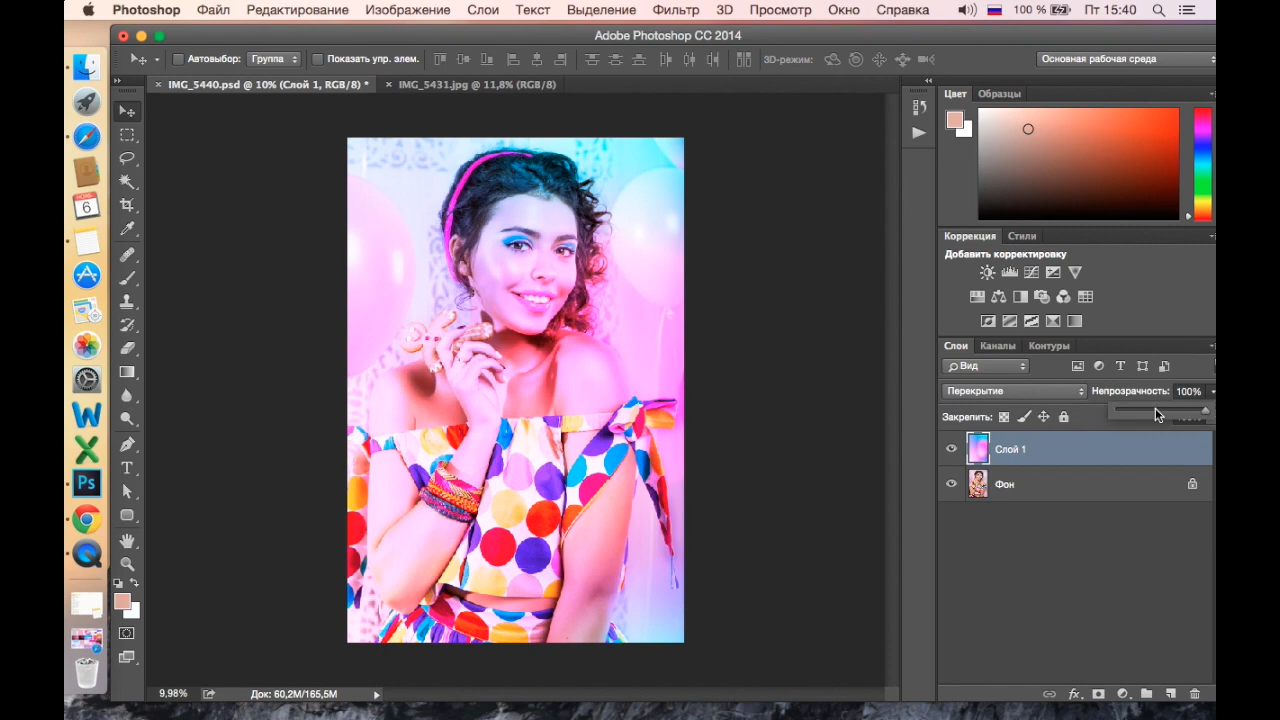 Photoshop Файл Редактирование Изображение Слои Текст Выделение Фильтр 3D Просмотр Окно Справка 100 % Пт 15:40
Adobe Photoshop CC 2014
Автовыбор: Группа Показать упр. элем. 3D-режим: Основная рабочая среда
IMG_5440.psd @ 10% (Слой 1, RGB/8) * IMG_5431.jpg @ 11,8% (RGB/8)
Цвет Образцы
6
Коррекция Стили
Добавить корректировку
Слои Каналы Контуры
Вид
Перекрытие Непрозрачность: 100%
Закрепить:
W
X
Слой 1
Ps
Фон
9,98% Док: 60,2M/165,5M